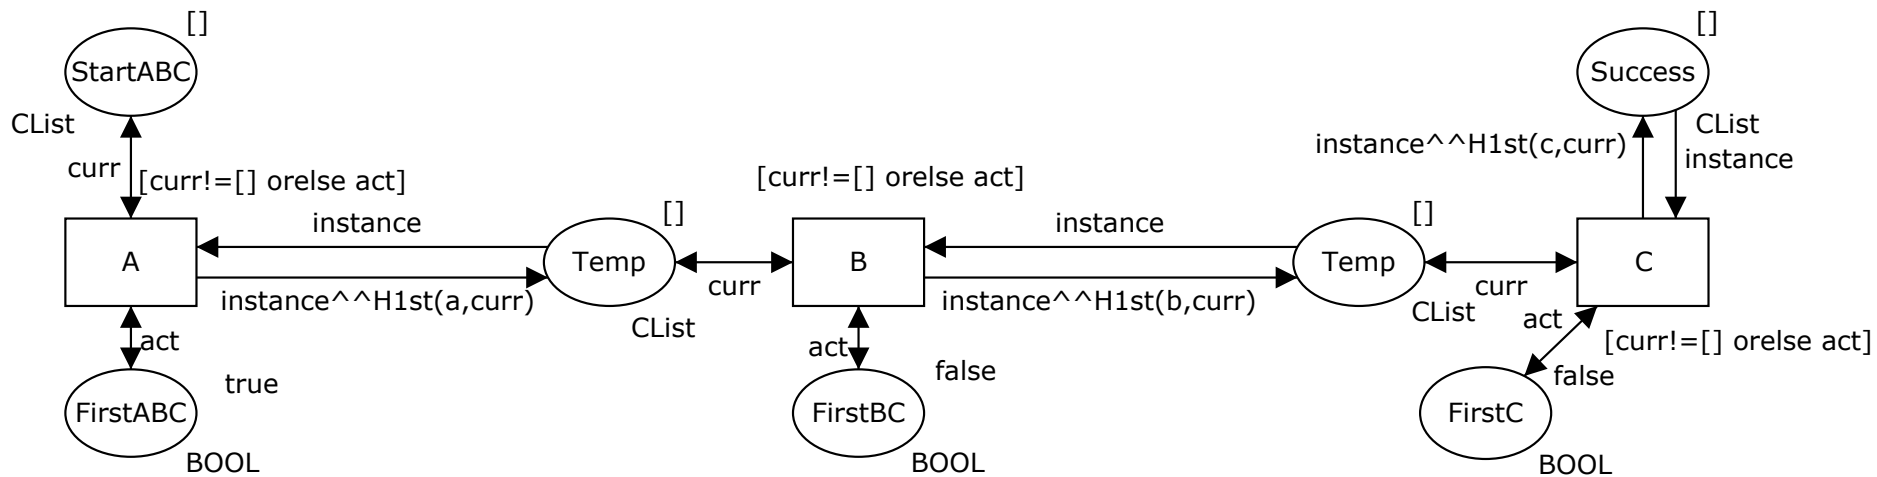 []
[]
StartABC
Success
CList
CList
instance^^H1st(c,curr)
instance
curr
[curr!=[] orelse act]
[curr!=[] orelse act]
instance
[]
instance
[]
A
Temp
B
Temp
C
curr
curr
instance^^H1st(a,curr)
instance^^H1st(b,curr)
CList
CList
act
act
act
[curr!=[] orelse act]
true
false
false
FirstABC
FirstBC
FirstC
BOOL
BOOL
BOOL